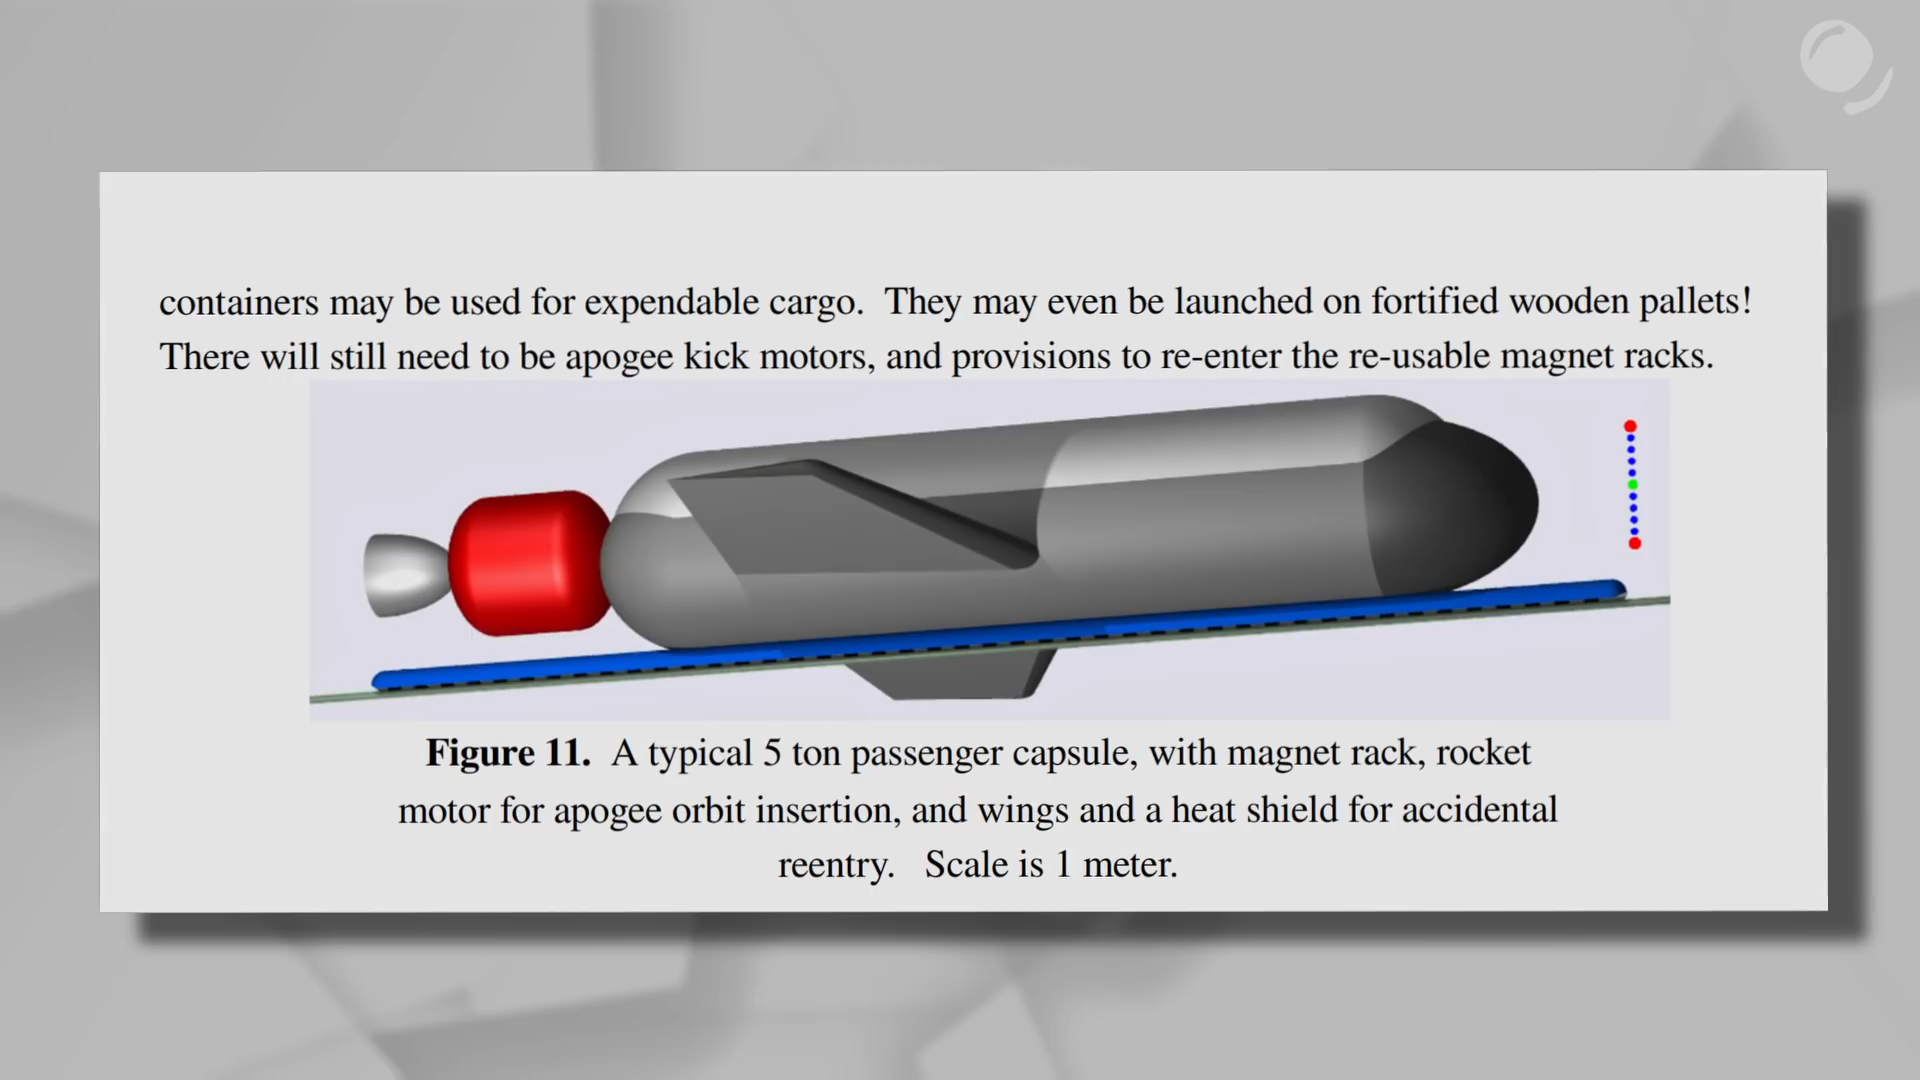 containers may be used for expendable cargo.  They may even be launched on fortified wooden pallets!
There will still need to be apogee kick motors, and provisions to re-enter the re-usable magnet racks.
Figure 11.  A typical 5 ton passenger capsule, with magnet rack, rocket
motor for apogee orbit insertion, and wings and a heat shield for accidental
reentry.   Scale is 1 meter.